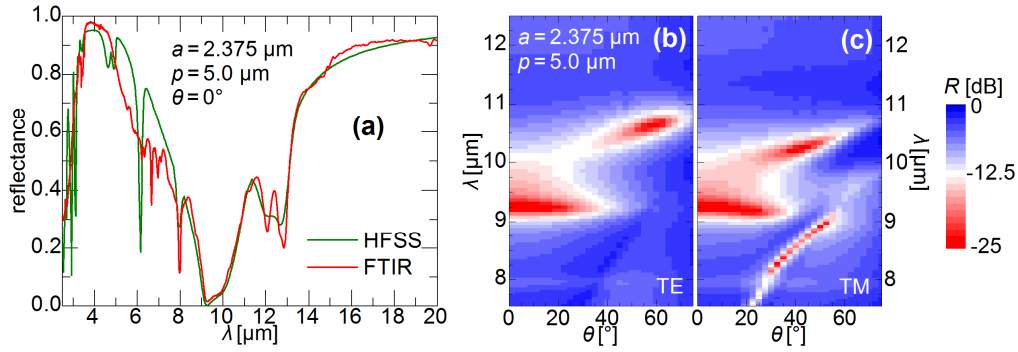 1.0
0.8
0.6
0.4
0.2
0.0
reflectance
4 6 8 10 12 14 16 18 20
λ [μm]
a = 2.375 μm
p = 5.0 μm
θ = 0°
(a)
HFSS
FTIR
12
11
10
9
8
λ [μm]
a = 2.375 μm
p = 5.0 μm
(b)
TE
0 20 40 60
θ [°]
(c)
TM
0 20 40 60
θ [°]
12
11
10
9
8
λ [μm]
R [dB]
0
-12.5
-25